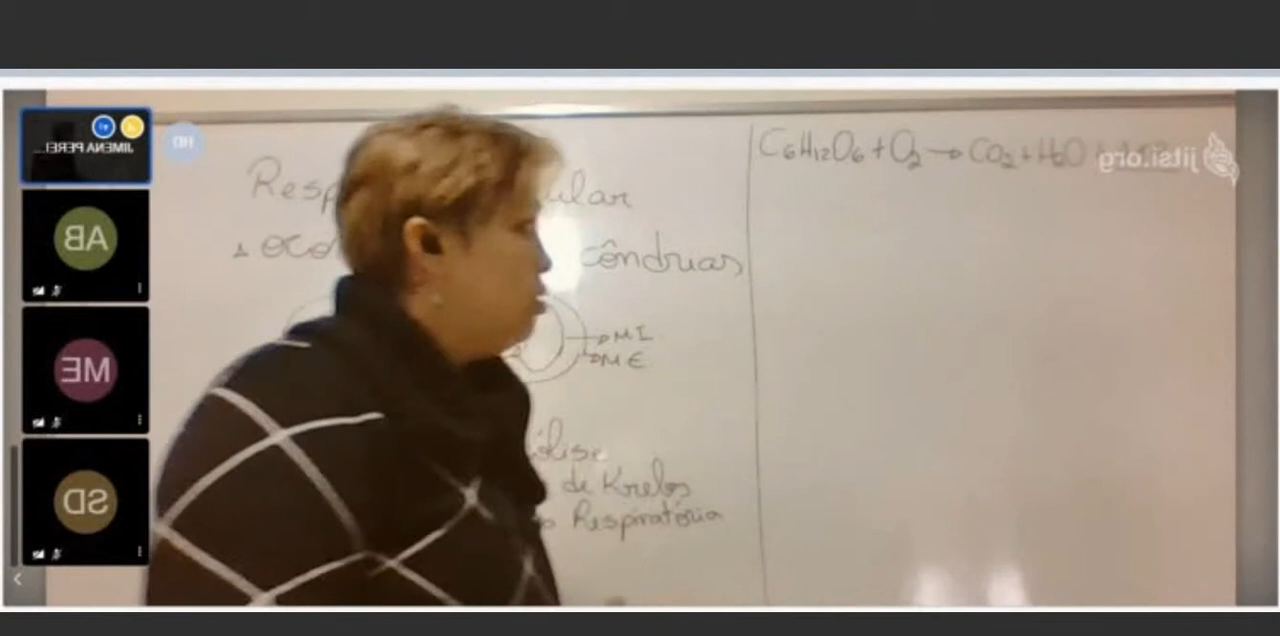 JIMENA PEREI...
HD
AB
ME
SD
jitsi.org
Resp ular
ocô cêndrias
MI
ME
ólise
de Krebs
Respiratória
C6H12O6 + O2 → CO2 + H2O +